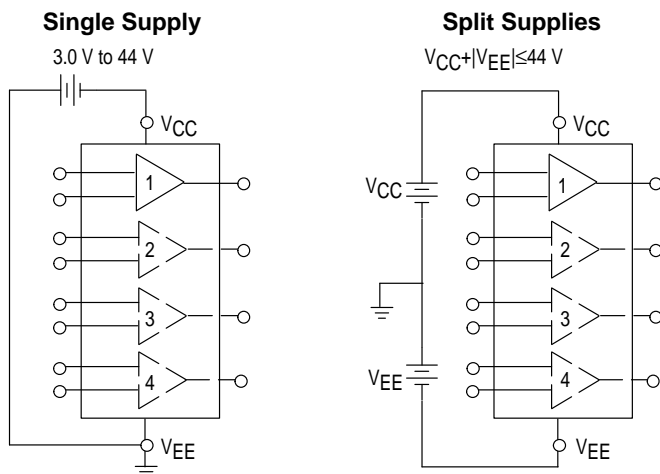 Single Supply
3.0 V to 44 V
VCC
1
2
3
4
VEE
Split Supplies
VCC+|VEE|≤44 V
VCC
VCC
1
2
3
4
VEE
VEE